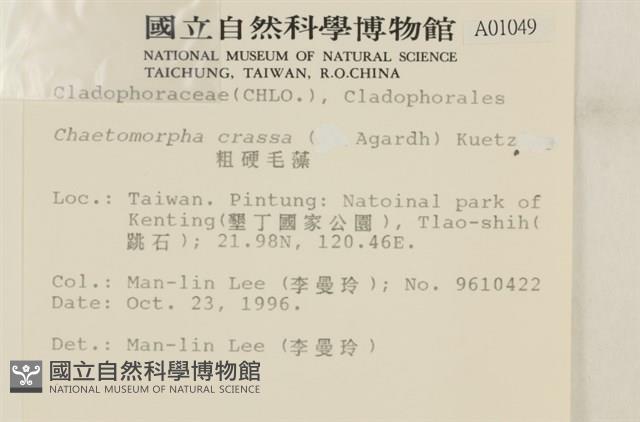 國立自然科學博物館 A01049
NATIONAL MUSEUM OF NATURAL SCIENCE
TAICHUNG, TAIWAN, R.O.CHINA
Cladophoraceae(CHLO.), Cladophorales
Chaetomorpha crassa ( Agardh) Kuetz
粗硬毛藻
Loc.: Taiwan. Pintung: Natoinal park of
Kenting(墾丁國家公園), Tlao-shih(
跳石); 21.98N, 120.46E.
Col.: Man-lin Lee (李曼玲); No. 9610422
Date: Oct. 23, 1996.
Det.: Man-lin Lee (李曼玲)
國立自然科學博物館
NATIONAL MUSEUM OF NATURAL SCIENCE